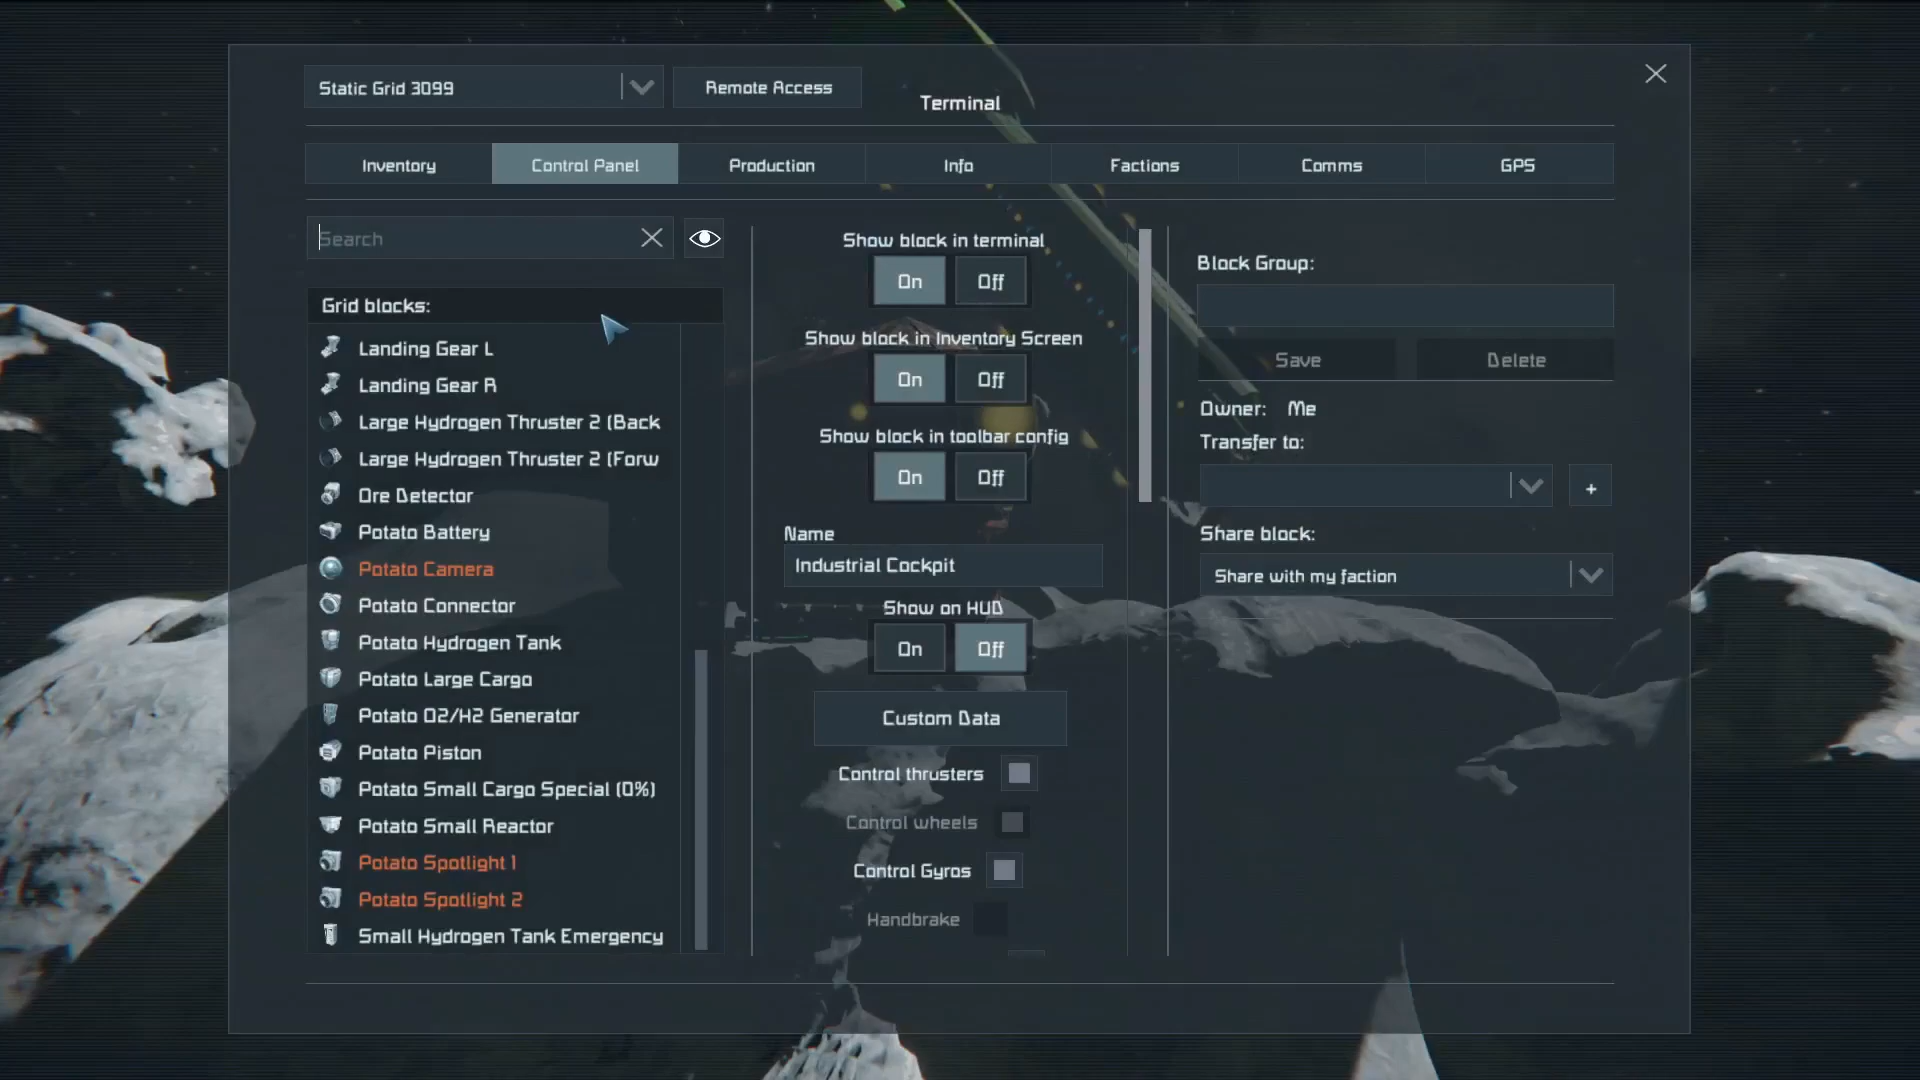 Static Grid 3099
Remote Access
Terminal
Inventory
Control Panel
Production
Info
Factions
Comms
GPS
Search
Grid blocks:
Landing Gear L
Landing Gear R
Large Hydrogen Thruster 2 (Back
Large Hydrogen Thruster 2 (Forw
Ore Detector
Potato Battery
Potato Camera
Potato Connector
Potato Hydrogen Tank
Potato Large Cargo
Potato O2/H2 Generator
Potato Piston
Potato Small Cargo Special (0%)
Potato Small Reactor
Potato Spotlight 1
Potato Spotlight 2
Small Hydrogen Tank Emergency
Show block in terminal
On Off
Show block in Inventory Screen
On Off
Show block in toolbar config
On Off
Name
Industrial Cockpit
Show on HUD
On Off
Custom Data
Control thrusters
Control wheels
Control Gyros
Handbrake
Block Group:
Save
Delete
Owner: Me
Transfer to:
+
Share block:
Share with my faction